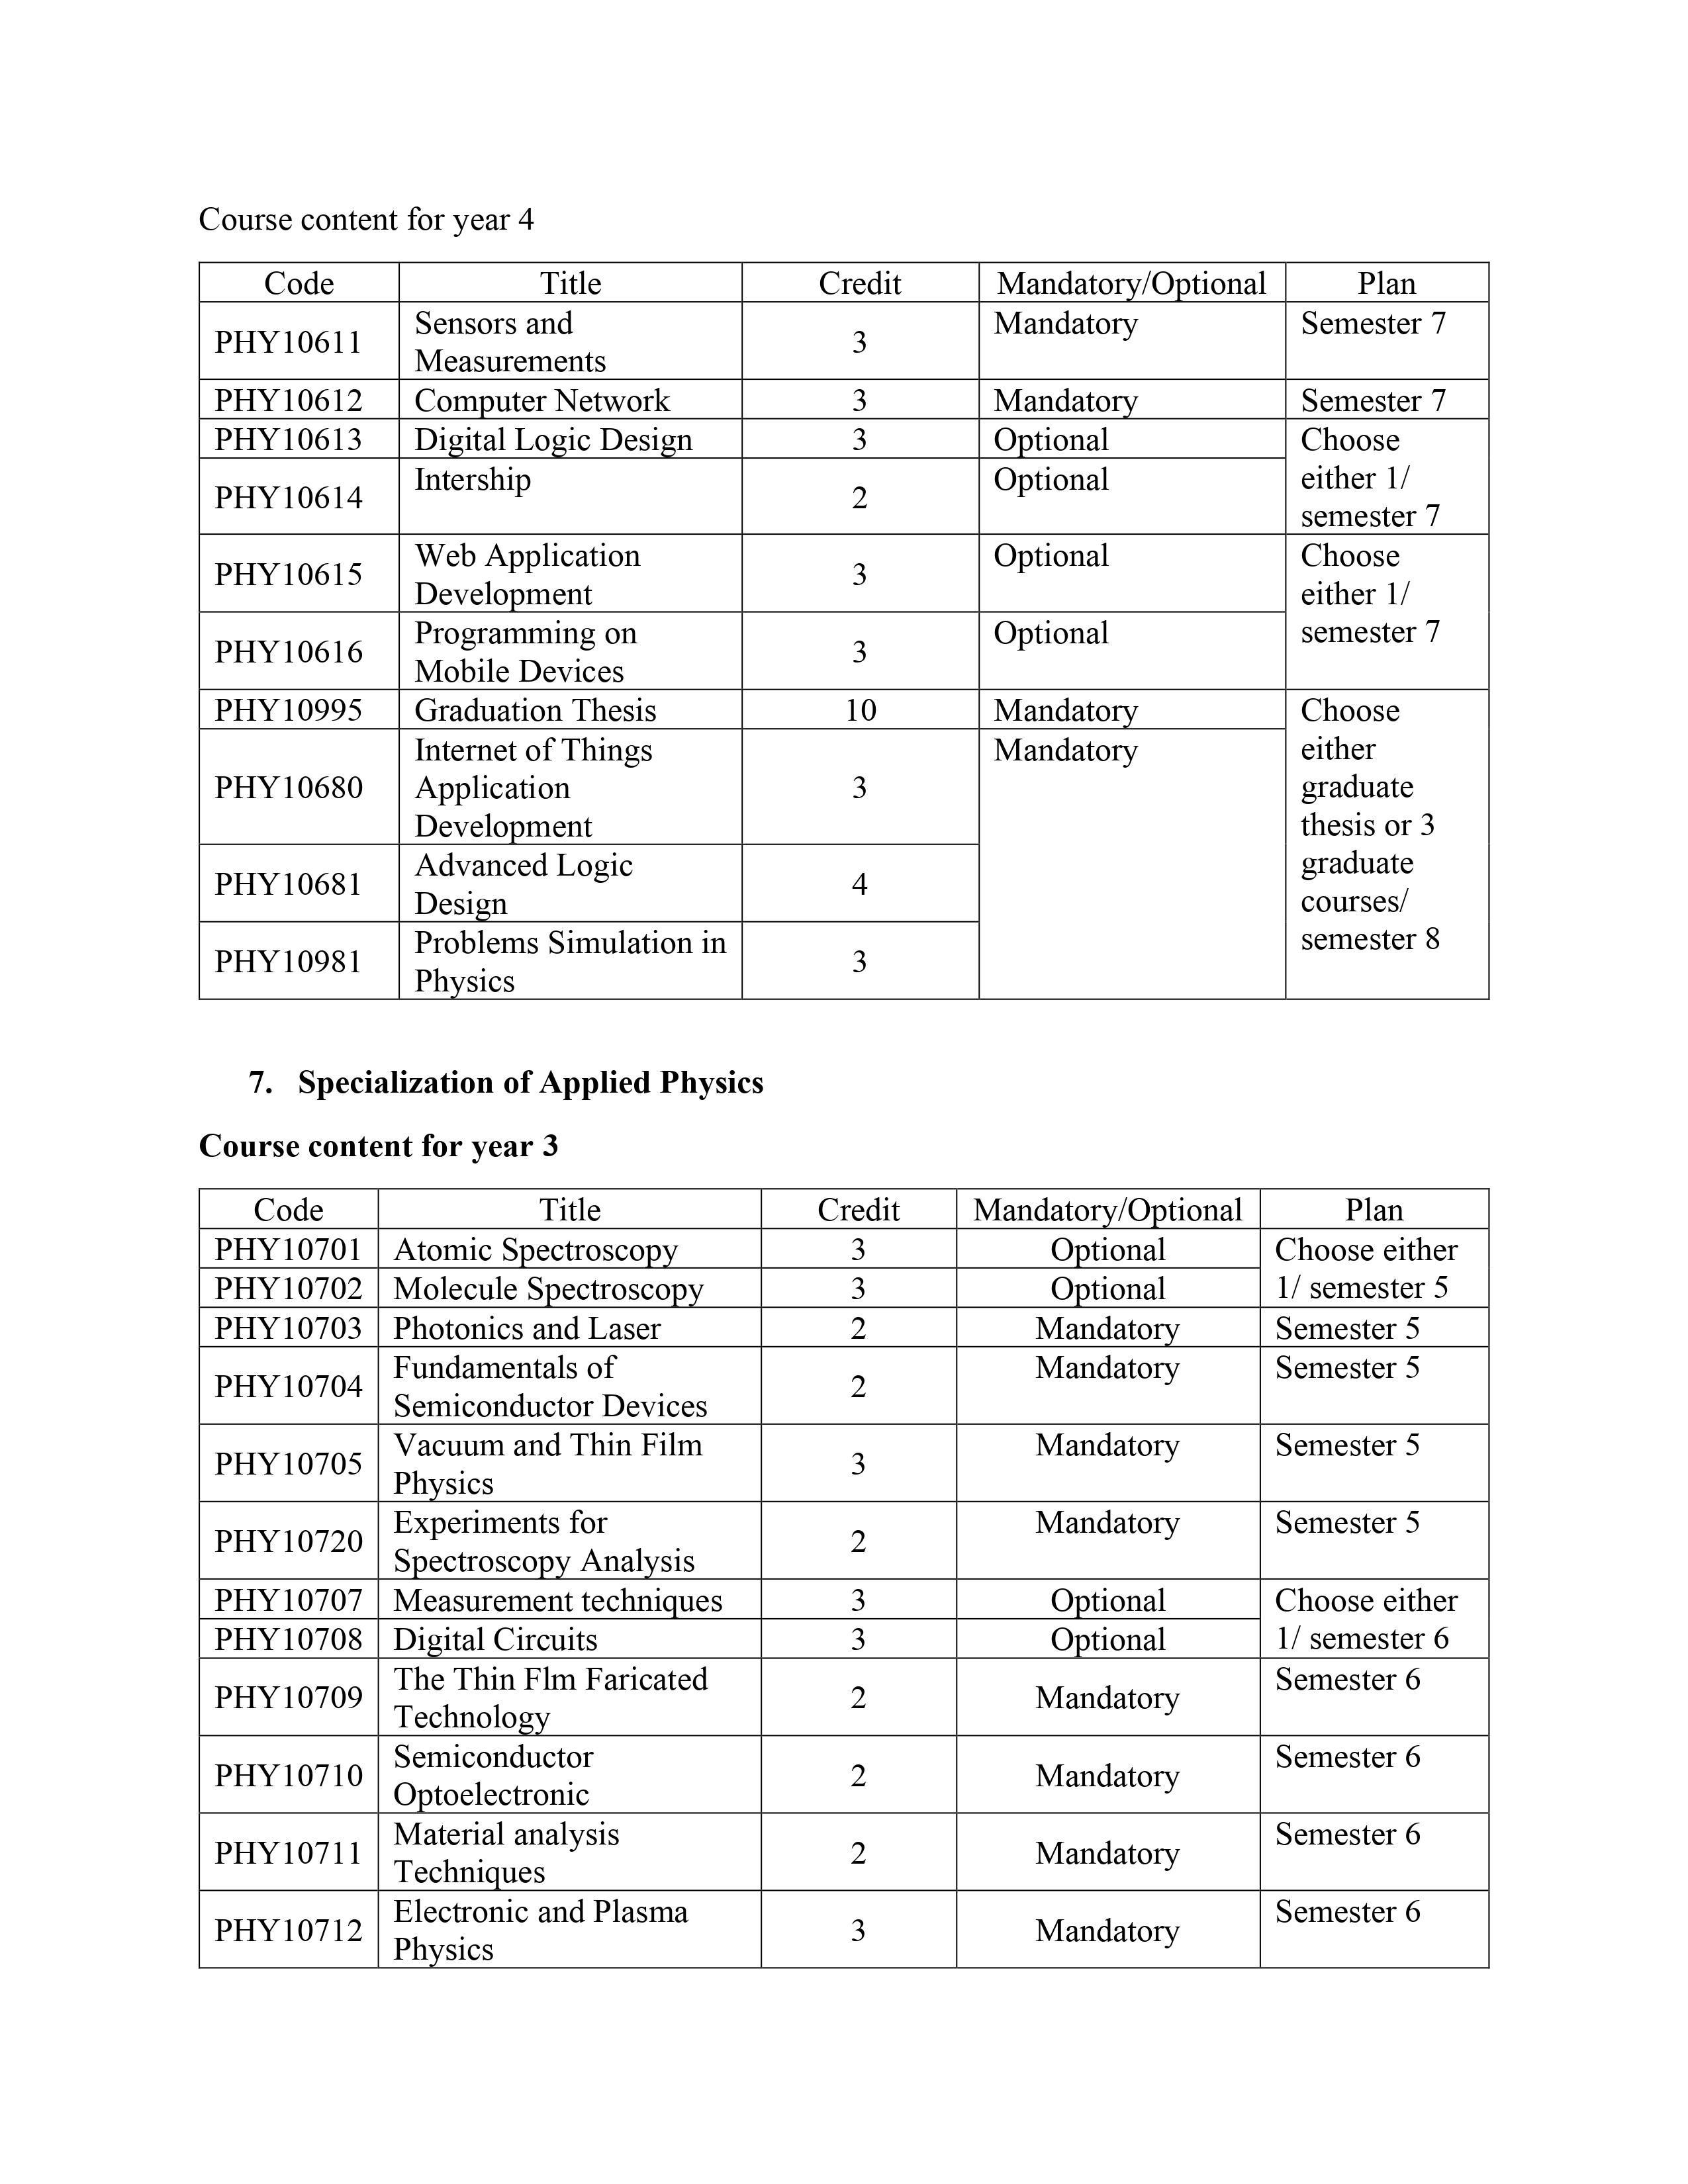 Course content for year 4
Code Title Credit Mandatory/Optional Plan
PHY10611 Sensors and Measurements 3 Mandatory Semester 7
PHY10612 Computer Network 3 Mandatory Semester 7
PHY10613 Digital Logic Design 3 Optional Choose either 1/ semester 7
PHY10614 Intership 2 Optional
PHY10615 Web Application Development 3 Optional Choose either 1/ semester 7
PHY10616 Programming on Mobile Devices 3 Optional
PHY10995 Graduation Thesis 10 Mandatory Choose either graduate thesis or 3 graduate courses/ semester 8
PHY10680 Internet of Things Application Development 3 Mandatory
PHY10681 Advanced Logic Design 4
PHY10981 Problems Simulation in Physics 3
7. Specialization of Applied Physics
Course content for year 3
Code Title Credit Mandatory/Optional Plan
PHY10701 Atomic Spectroscopy 3 Optional Choose either 1/ semester 5
PHY10702 Molecule Spectroscopy 3 Optional
PHY10703 Photonics and Laser 2 Mandatory Semester 5
PHY10704 Fundamentals of Semiconductor Devices 2 Mandatory Semester 5
PHY10705 Vacuum and Thin Film Physics 3 Mandatory Semester 5
PHY10720 Experiments for Spectroscopy Analysis 2 Mandatory Semester 5
PHY10707 Measurement techniques 3 Optional Choose either 1/ semester 6
PHY10708 Digital Circuits 3 Optional
PHY10709 The Thin Flm Faricated Technology 2 Mandatory Semester 6
PHY10710 Semiconductor Optoelectronic 2 Mandatory Semester 6
PHY10711 Material analysis Techniques 2 Mandatory Semester 6
PHY10712 Electronic and Plasma Physics 3 Mandatory Semester 6